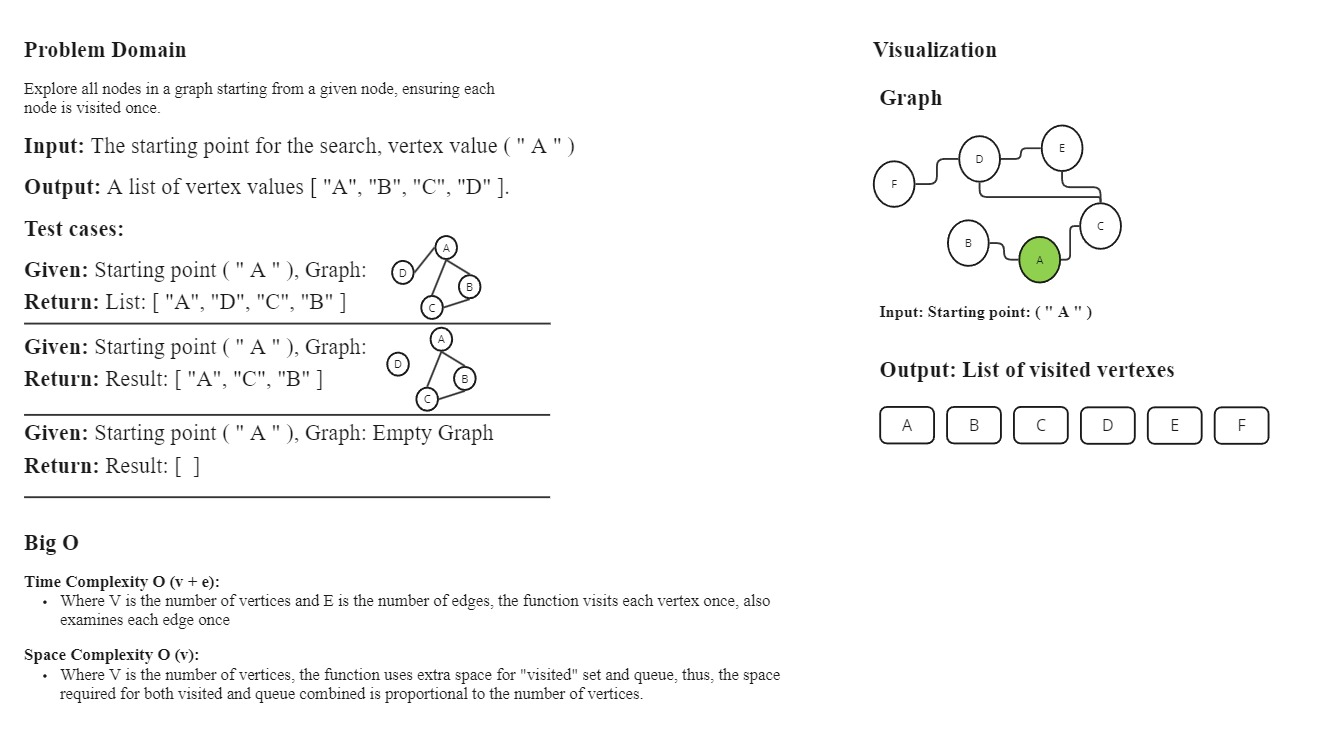 Problem Domain
Explore all nodes in a graph starting from a given node, ensuring each
node is visited once.
Input: The starting point for the search, vertex value ( " A " )
Output: A list of vertex values [ "A", "B", "C", "D" ].
Test cases:
Given: Starting point ( " A " ), Graph:
Return: List: [ "A", "D", "C", "B" ]
A
D
B
C
Given: Starting point ( " A " ), Graph:
Return: Result: [ "A", "C", "B" ]
A
D
B
C
Given: Starting point ( " A " ), Graph: Empty Graph
Return: Result: [  ]
Big O
Time Complexity O (v + e):
• Where V is the number of vertices and E is the number of edges, the function visits each vertex once, also
examines each edge once
Space Complexity O (v):
• Where V is the number of vertices, the function uses extra space for "visited" set and queue, thus, the space
required for both visited and queue combined is proportional to the number of vertices.
Visualization
Graph
E
D
F
C
B
A
Input: Starting point: ( " A " )
Output: List of visited vertexes
A B C D E F